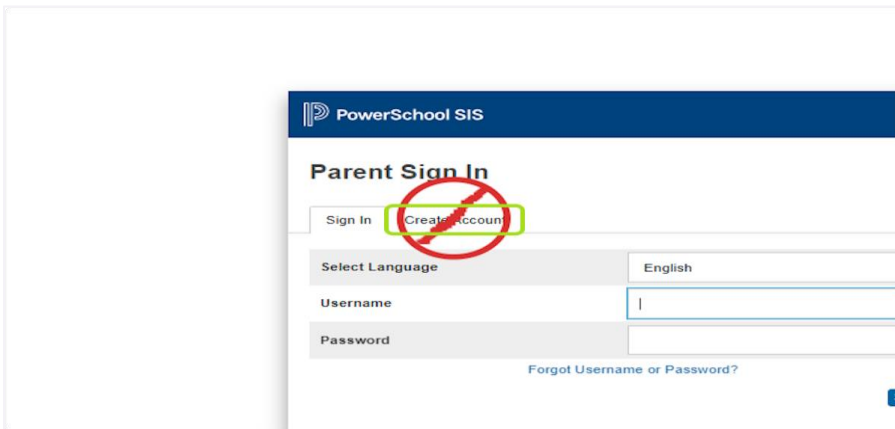 PowerSchool SIS
Parent Sign In
Sign In Create Account
Select Language English
Username
Password
Forgot Username or Password?